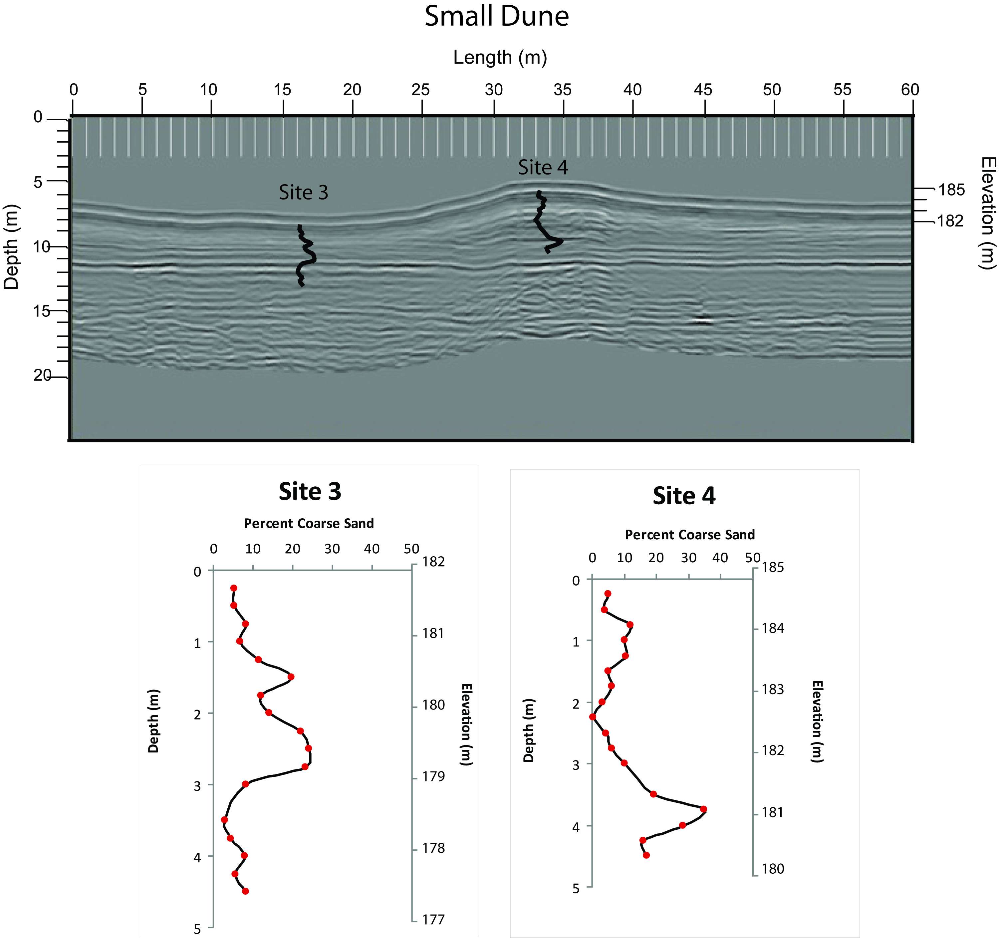 Small Dune
Length (m)
0 5 10 15 20 25 30 35 40 45 50 55 60
0
5
10
15
20
Depth (m)
Site 3
Site 4
185
182
Elevation (m)
Site 3
Percent Coarse Sand
0 10 20 30 40 50
0
1
2
3
4
5
Depth (m)
182
181
180
179
178
177
Elevation (m)
Site 4
Percent Coarse Sand
0 10 20 30 40 50
0
1
2
3
4
5
Depth (m)
185
184
183
182
181
180
Elevation (m)